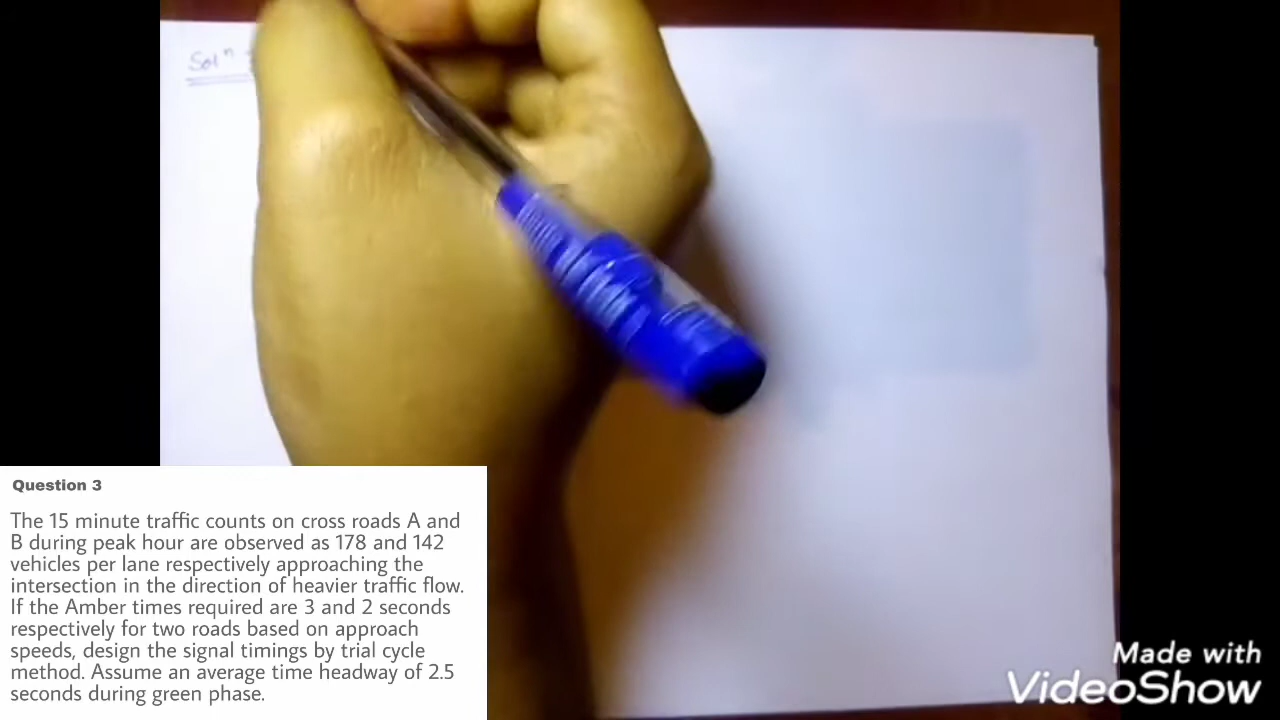 Solⁿ
Question 3
The 15 minute traffic counts on cross roads A and
B during peak hour are observed as 178 and 142
vehicles per lane respectively approaching the
intersection in the direction of heavier traffic flow.
If the Amber times required are 3 and 2 seconds
respectively for two roads based on approach
speeds, design the signal timings by trial cycle
method. Assume an average time headway of 2.5
seconds during green phase.
Made with
VideoShow